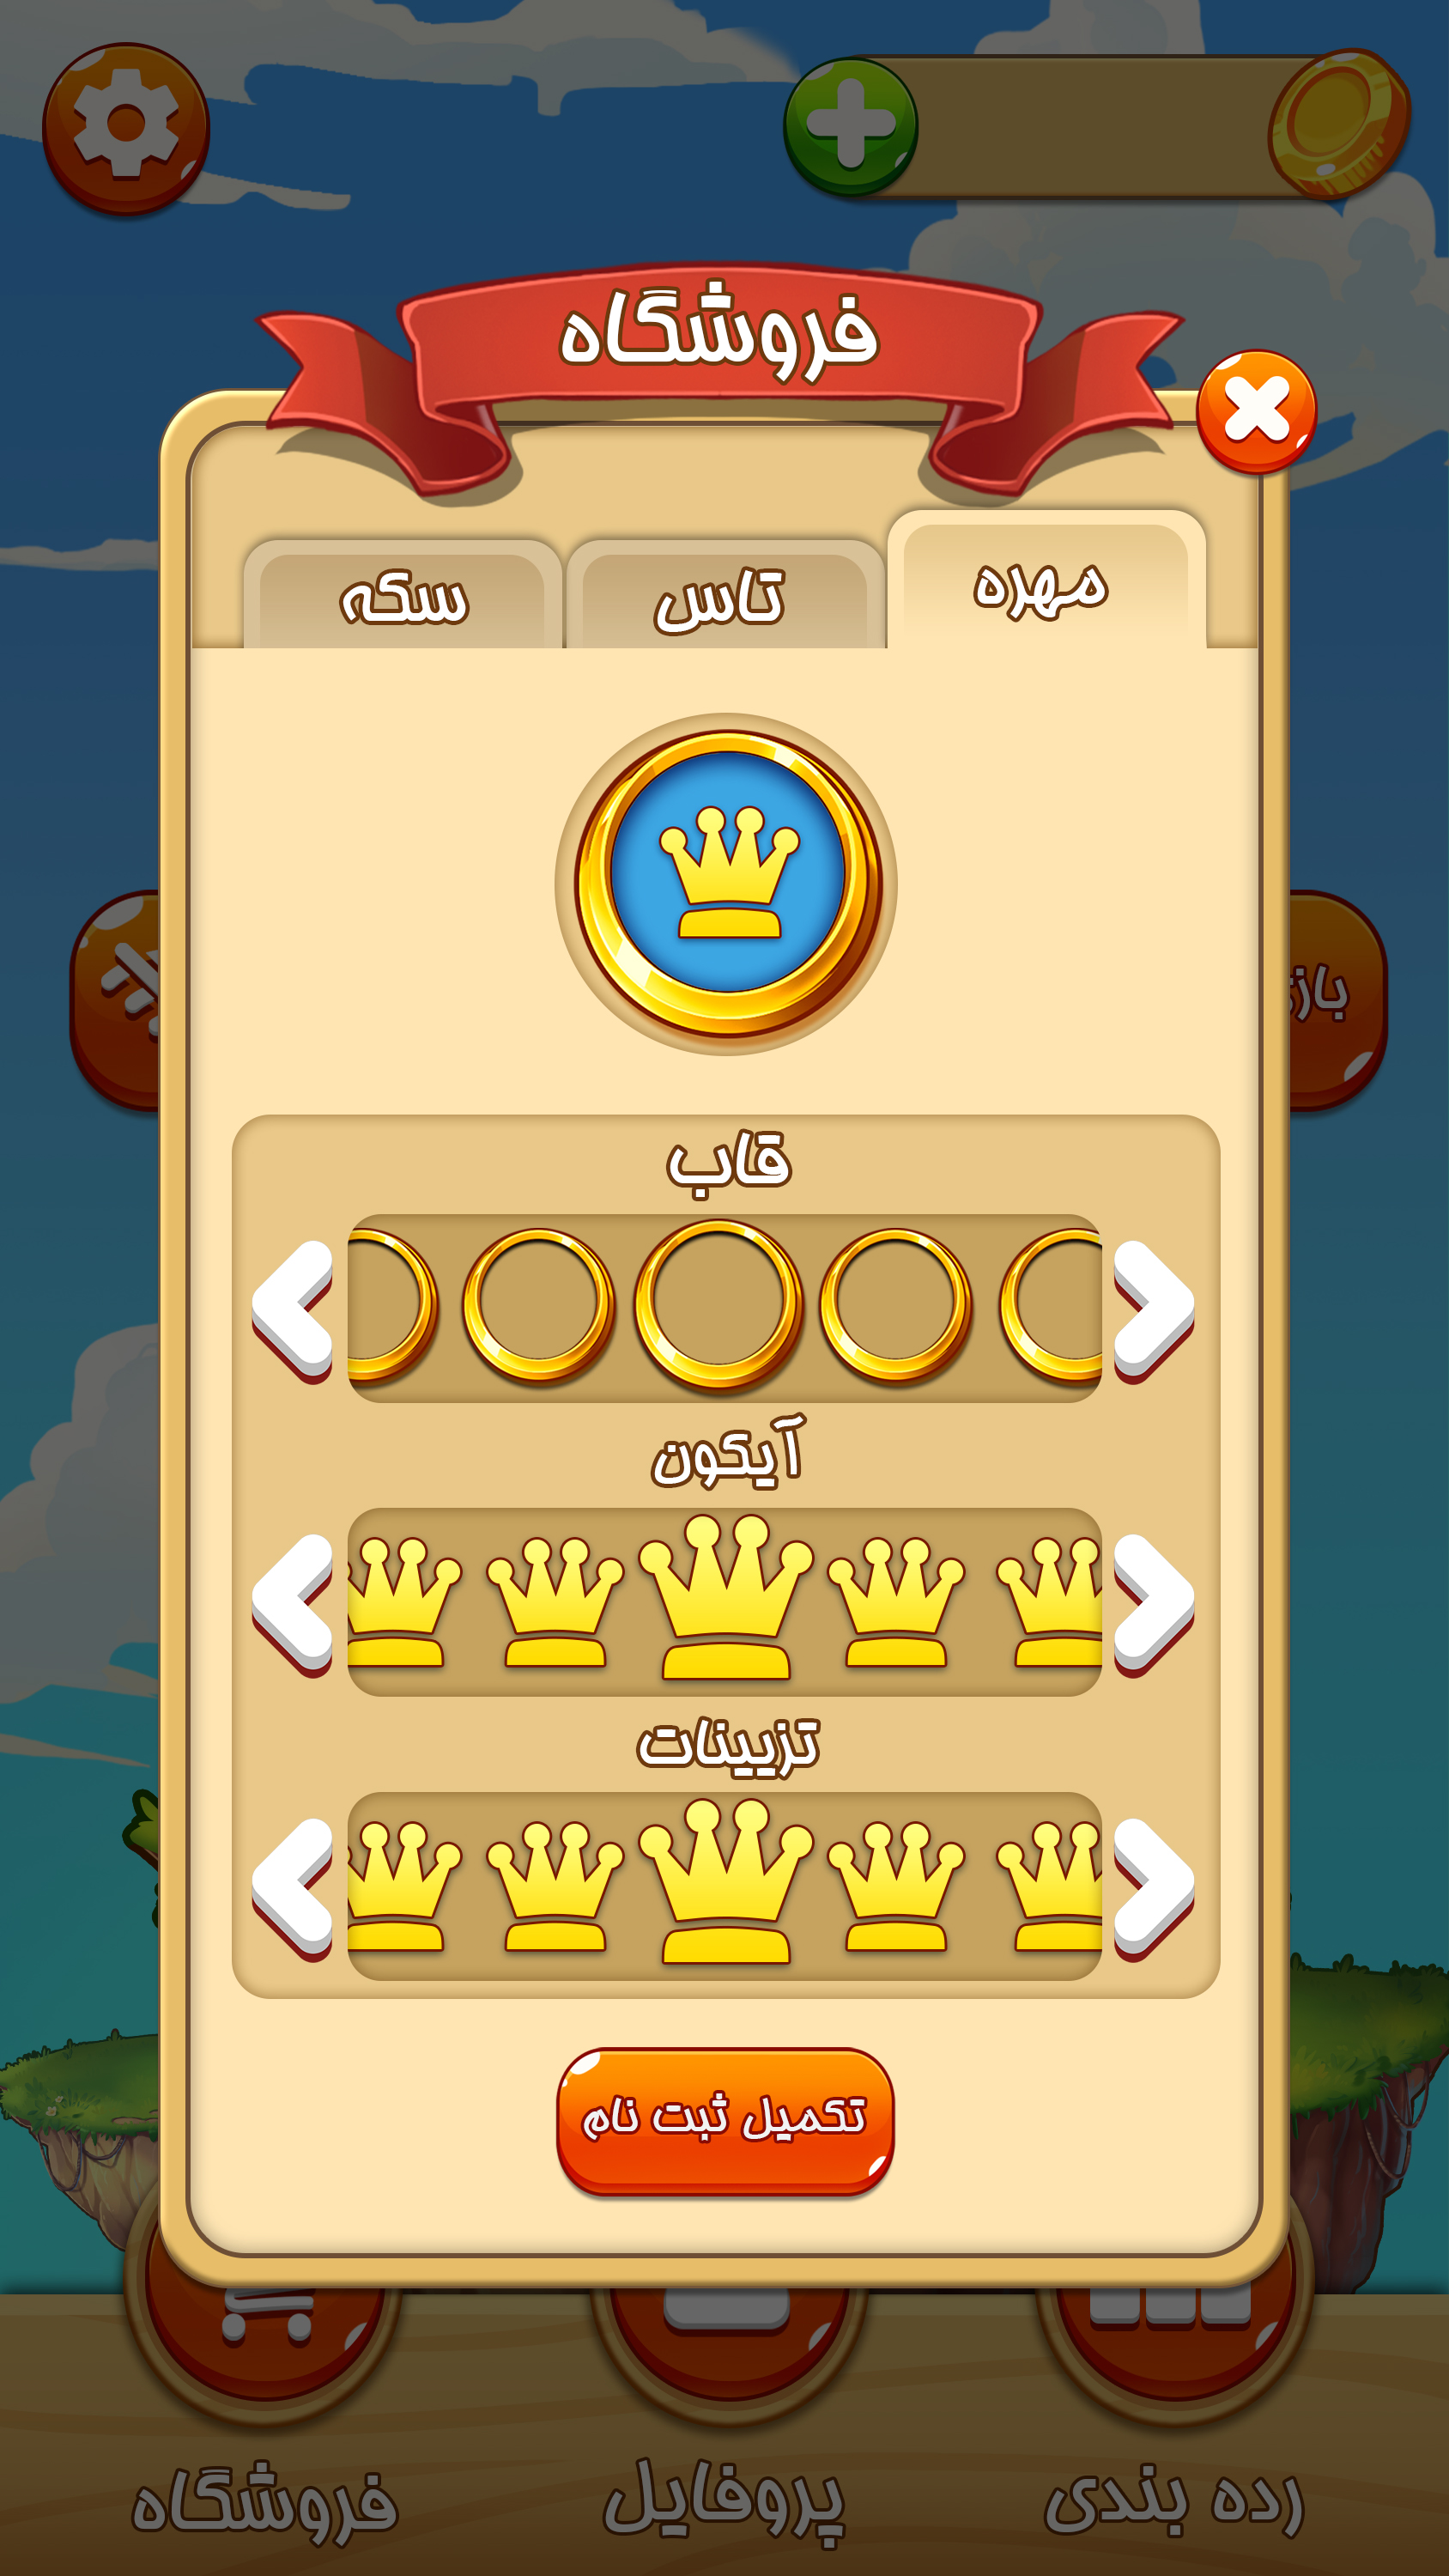 فروشگاه
مهره
تاس
سکه
قاب
آیکون
تزیینات
تکمیل ثبت نام
رده بندی
پروفایل
فروشگاه